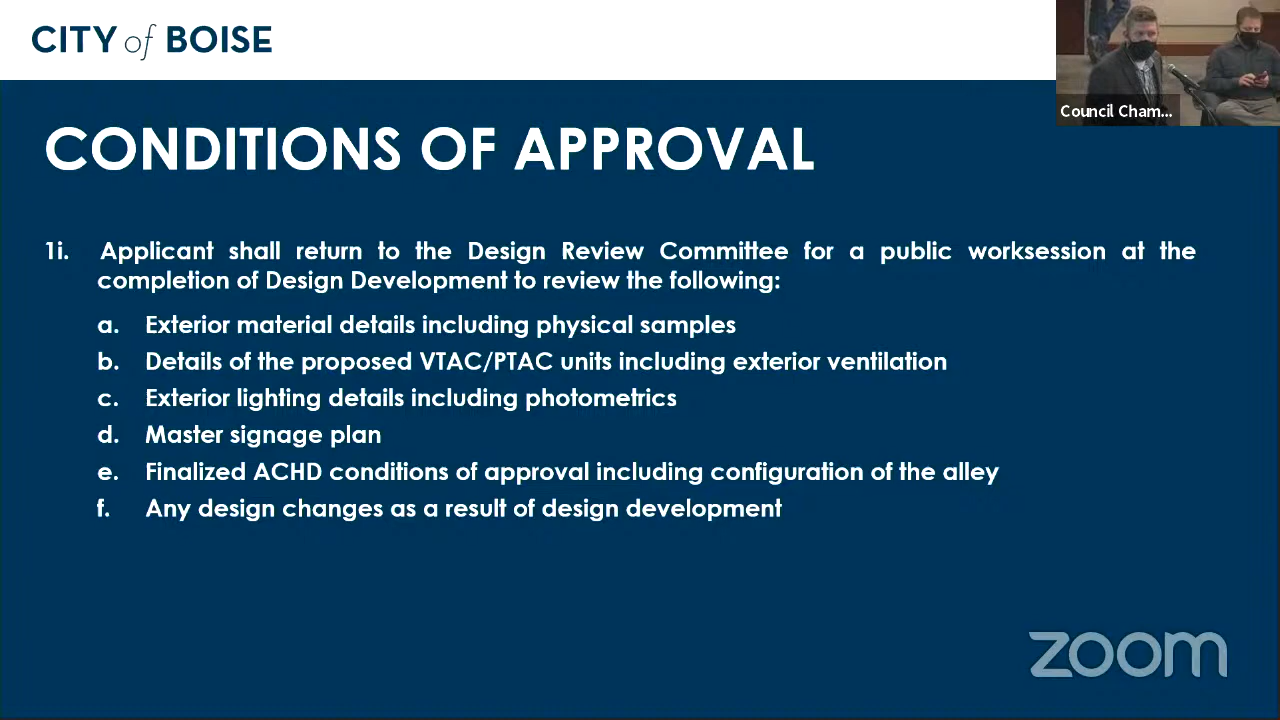 CITY of BOISE
Council Cham...
CONDITIONS OF APPROVAL
1i. Applicant shall return to the Design Review Committee for a public worksession at the
completion of Design Development to review the following:
a. Exterior material details including physical samples
b. Details of the proposed VTAC/PTAC units including exterior ventilation
c. Exterior lighting details including photometrics
d. Master signage plan
e. Finalized ACHD conditions of approval including configuration of the alley
f. Any design changes as a result of design development
zoom